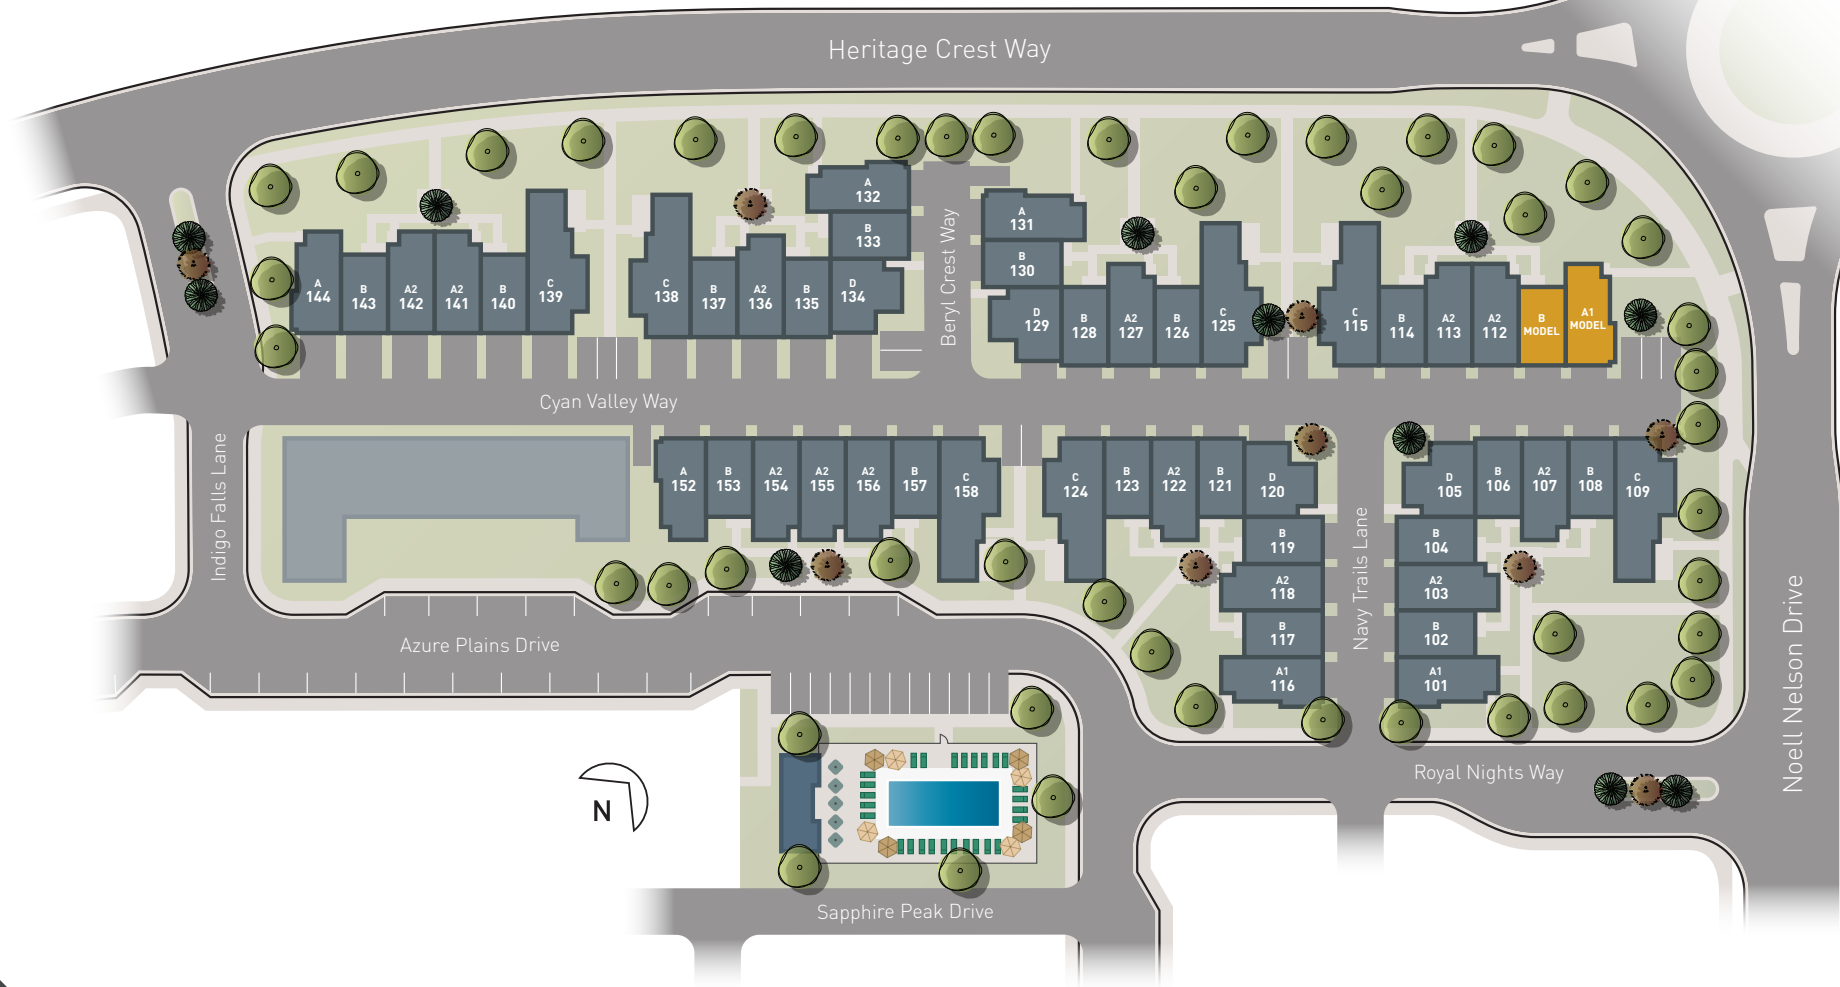 Heritage Crest Way
A
132
B
133
D
134
A
144
B
143
A2
142
A2
141
B
140
C
139
C
138
B
137
A2
136
B
135
Beryl Crest Way
A
131
B
130
D
129
B
128
A2
127
B
126
C
125
C
115
B
114
A2
113
A2
112
B
MODEL
A1
MODEL
Cyan Valley Way
Indigo Falls Lane
A
152
B
153
A2
154
A2
155
A2
156
B
157
C
158
C
124
B
123
A2
122
B
121
D
120
B
119
A2
118
B
117
A1
116
Navy Trails Lane
D
105
B
106
A2
107
B
108
C
109
B
104
A2
103
B
102
A1
101
Noell Nelson Drive
Azure Plains Drive
Royal Nights Way
N
Sapphire Peak Drive